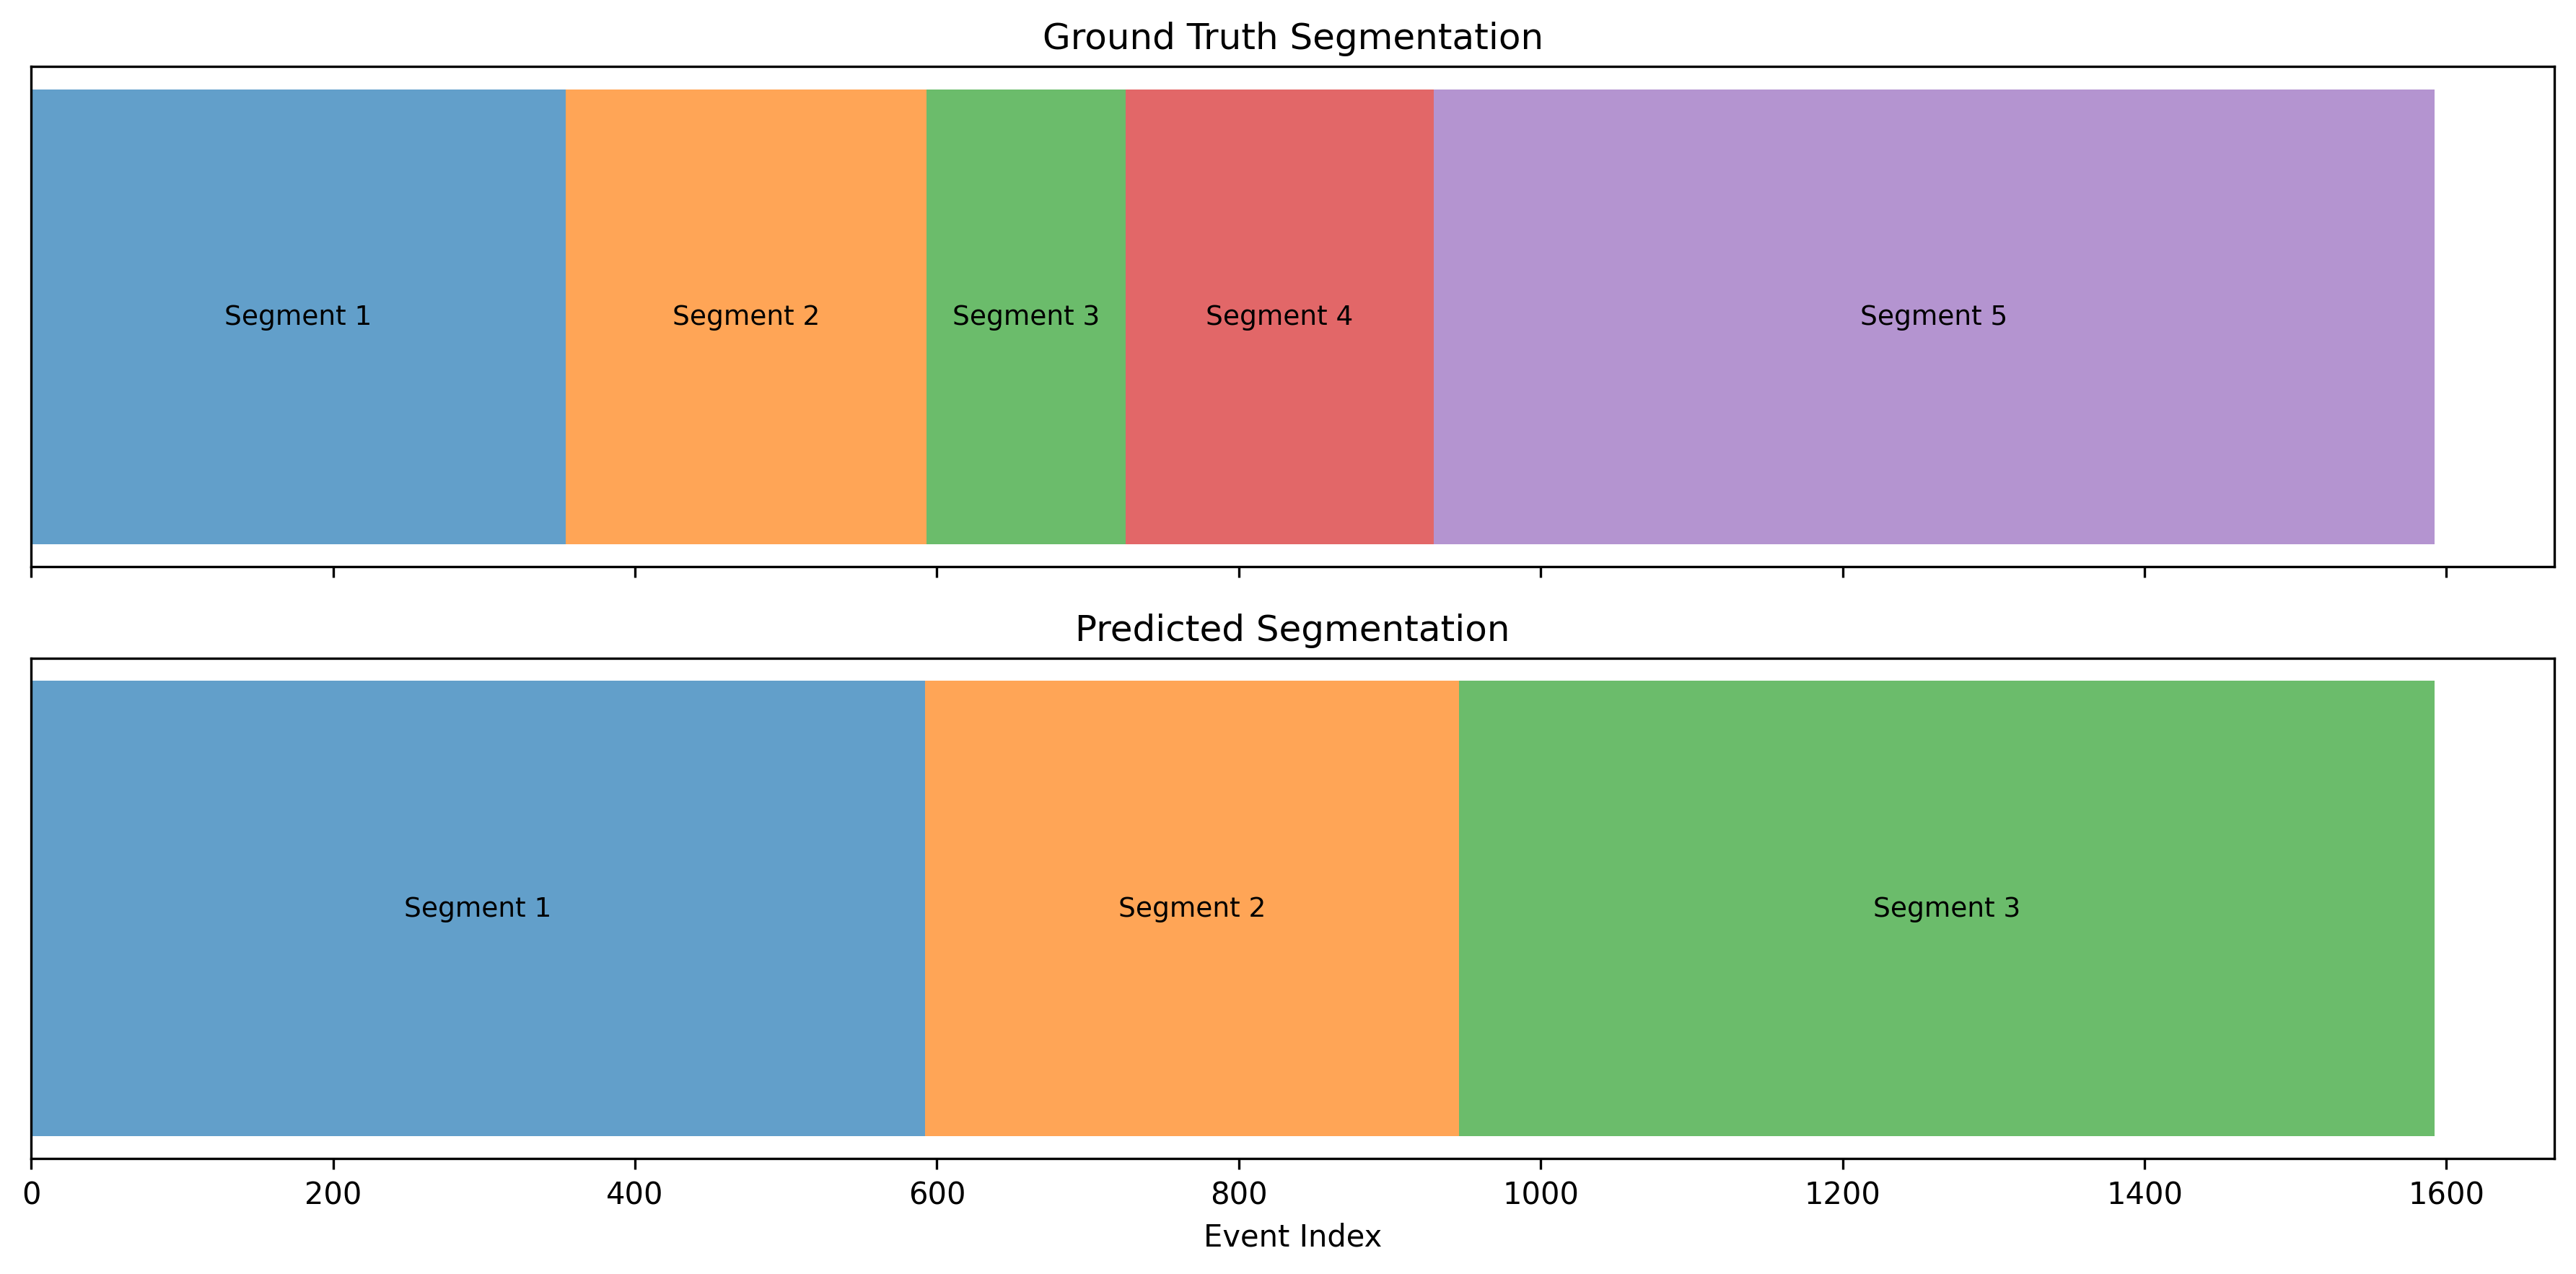 Ground Truth Segmentation
Segment 1 Segment 2 Segment 3 Segment 4 Segment 5
Predicted Segmentation
Segment 1 Segment 2 Segment 3
0 200 400 600 800 1000 1200 1400 1600
Event Index